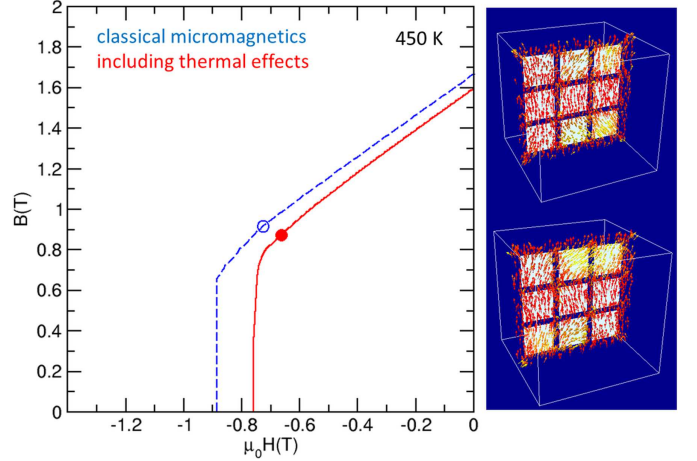 2
classical micromagnetics 450 K
including thermal effects
1.8
1.6
1.4
1.2
1
0.8
0.6
0.4
0.2
0
B(T)
-1.2 -1 -0.8 -0.6 -0.4 -0.2 0
μ₀H(T)